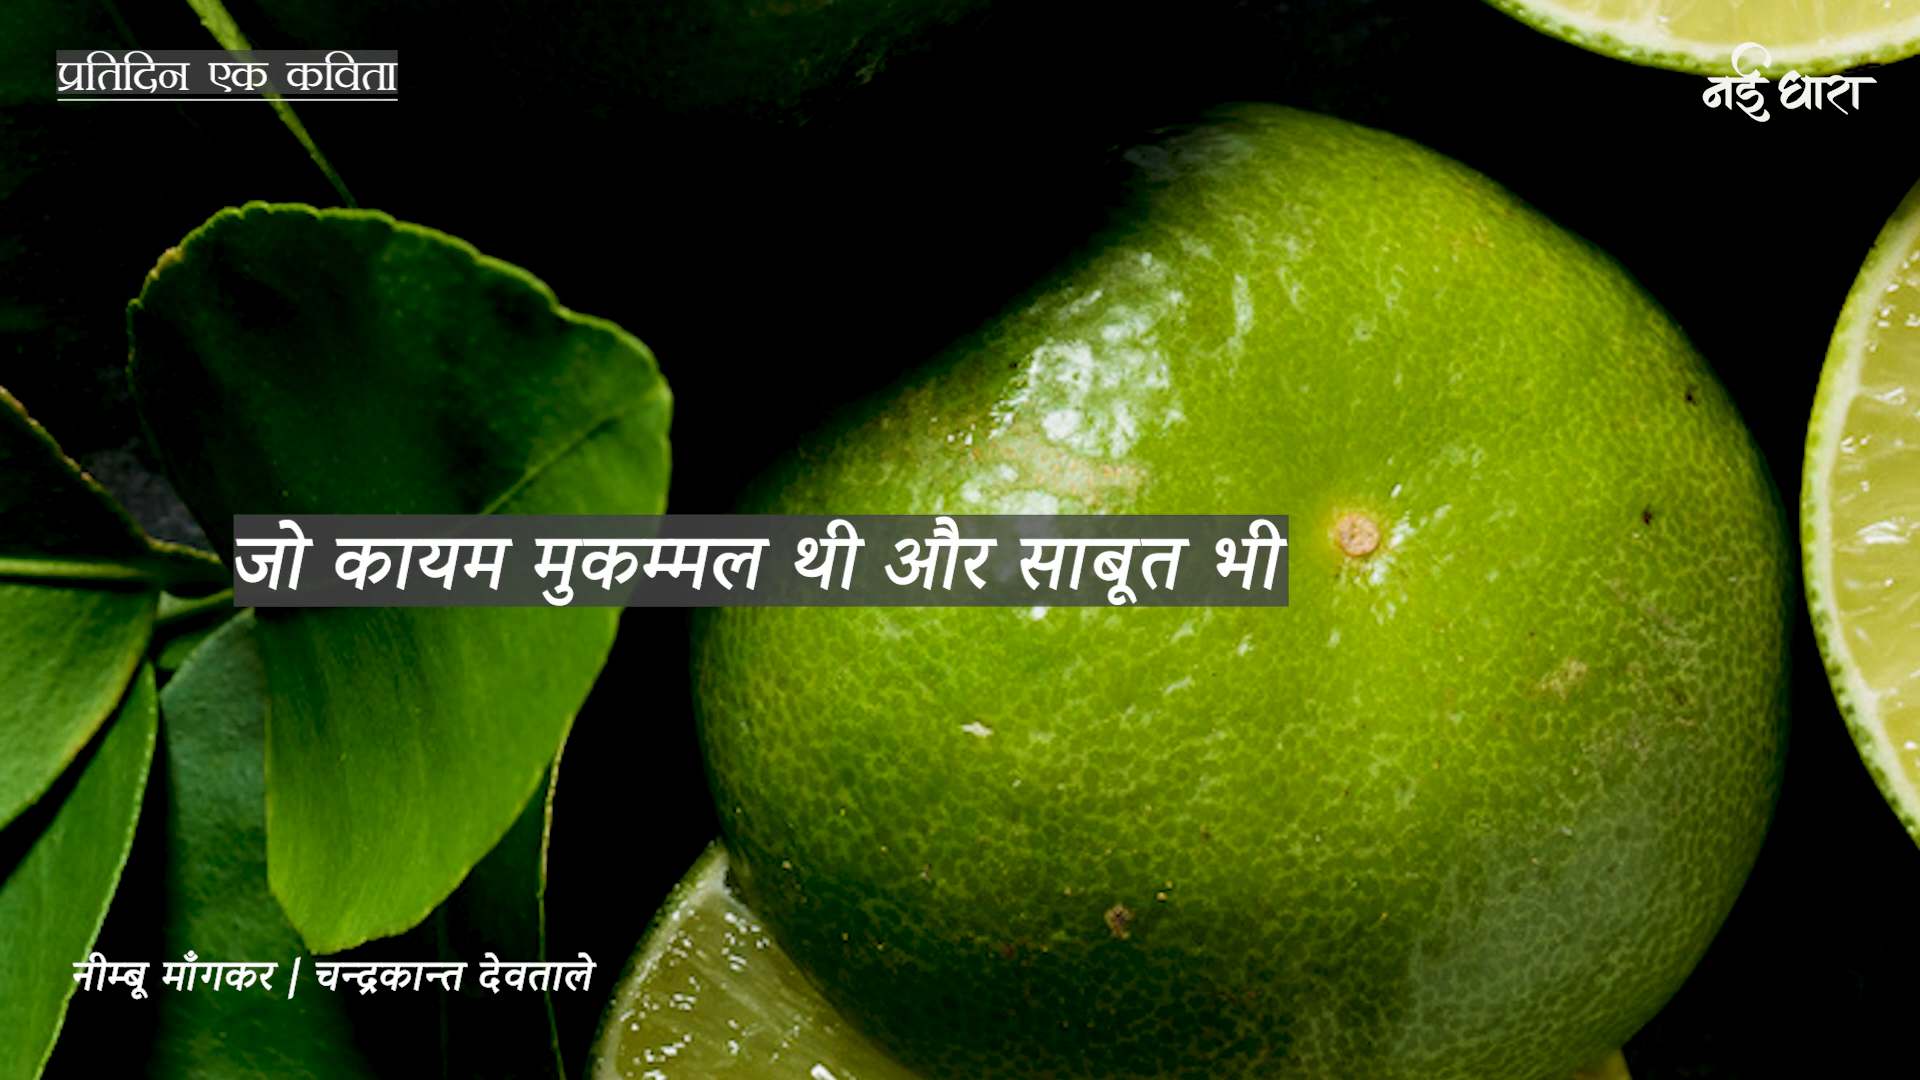 प्रतिदिन एक कविता
नई धारा
जो कायम मुकम्मल थी और साबूत भी
नीम्बू माँगकर | चन्द्रकान्त देवताले